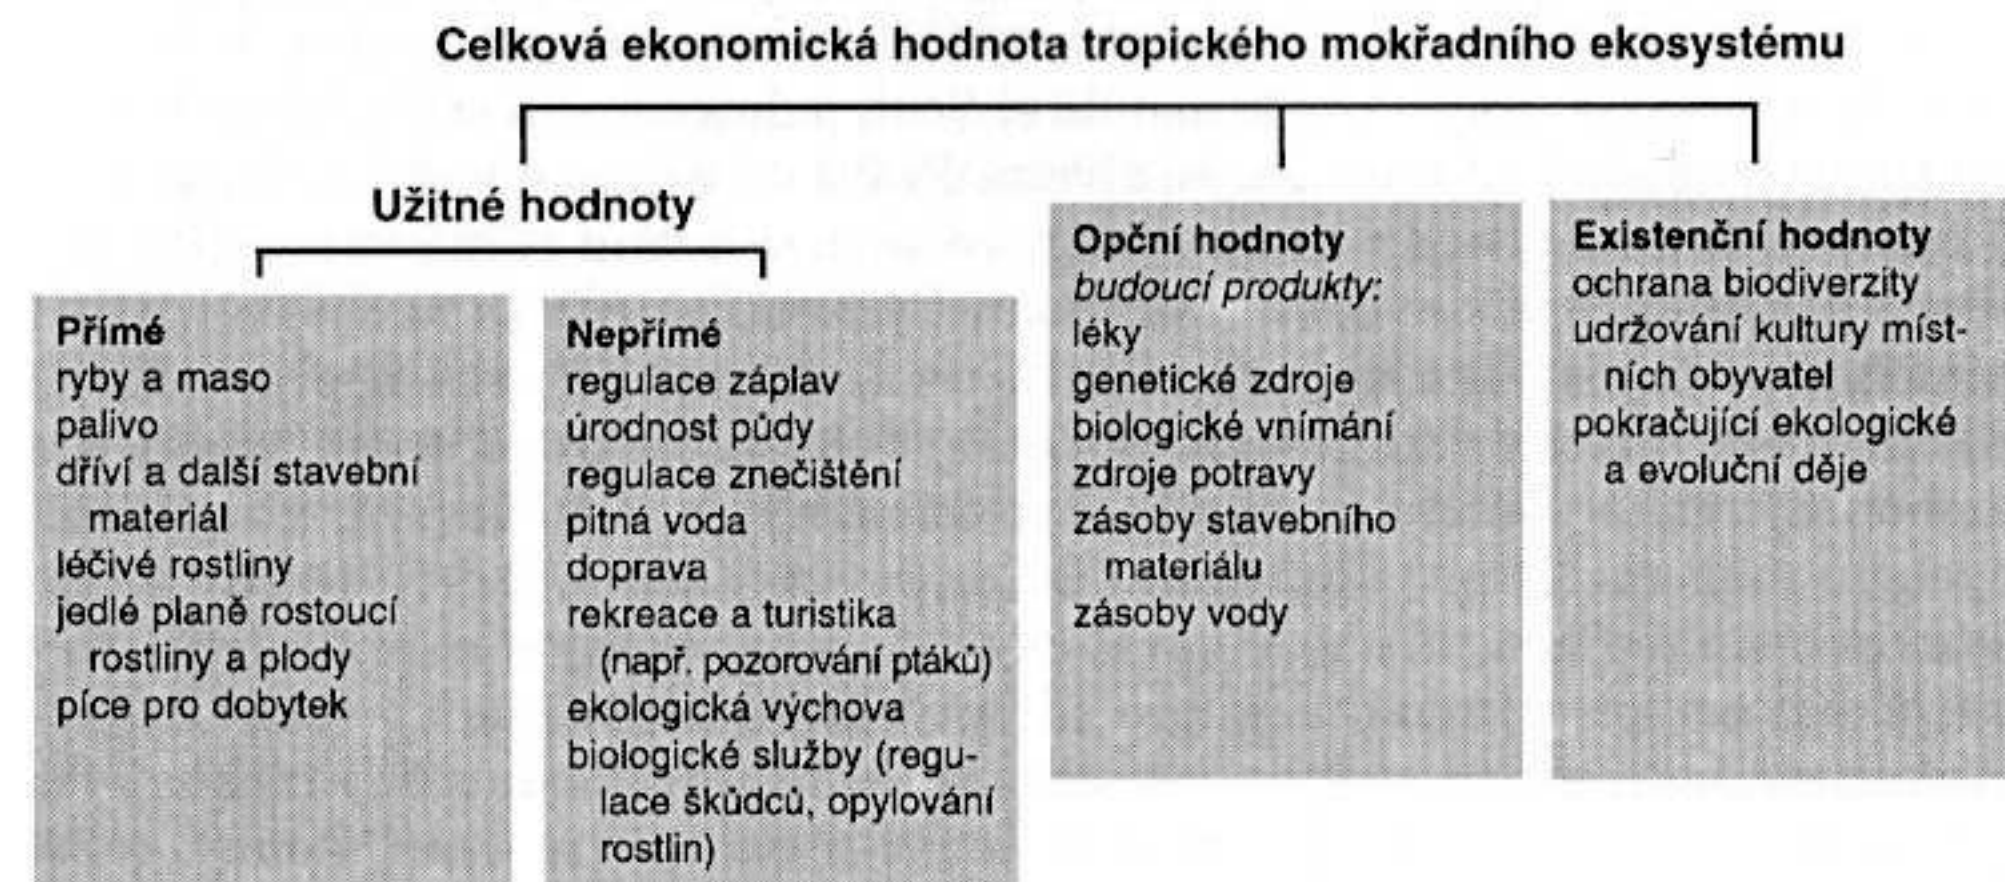 Celková ekonomická hodnota tropického mokřadního ekosystému
Užitné hodnoty
Přímé
ryby a maso
palivo
dříví a další stavební
materiál
léčivé rostliny
jedlé planě rostoucí
rostliny a plody
píce pro dobytek
Nepřímé
regulace záplav
úrodnost půdy
regulace znečištění
pitná voda
doprava
rekreace a turistika
(např. pozorování ptáků)
ekologická výchova
biologické služby (regu-
lace škůdců, opylování
rostlin)
Opční hodnoty
budoucí produkty:
léky
genetické zdroje
biologické vnímání
zdroje potravy
zásoby stavebního
materiálu
zásoby vody
Existenční hodnoty
ochrana biodiverzity
udržování kultury míst-
ních obyvatel
pokračující ekologické
a evoluční děje